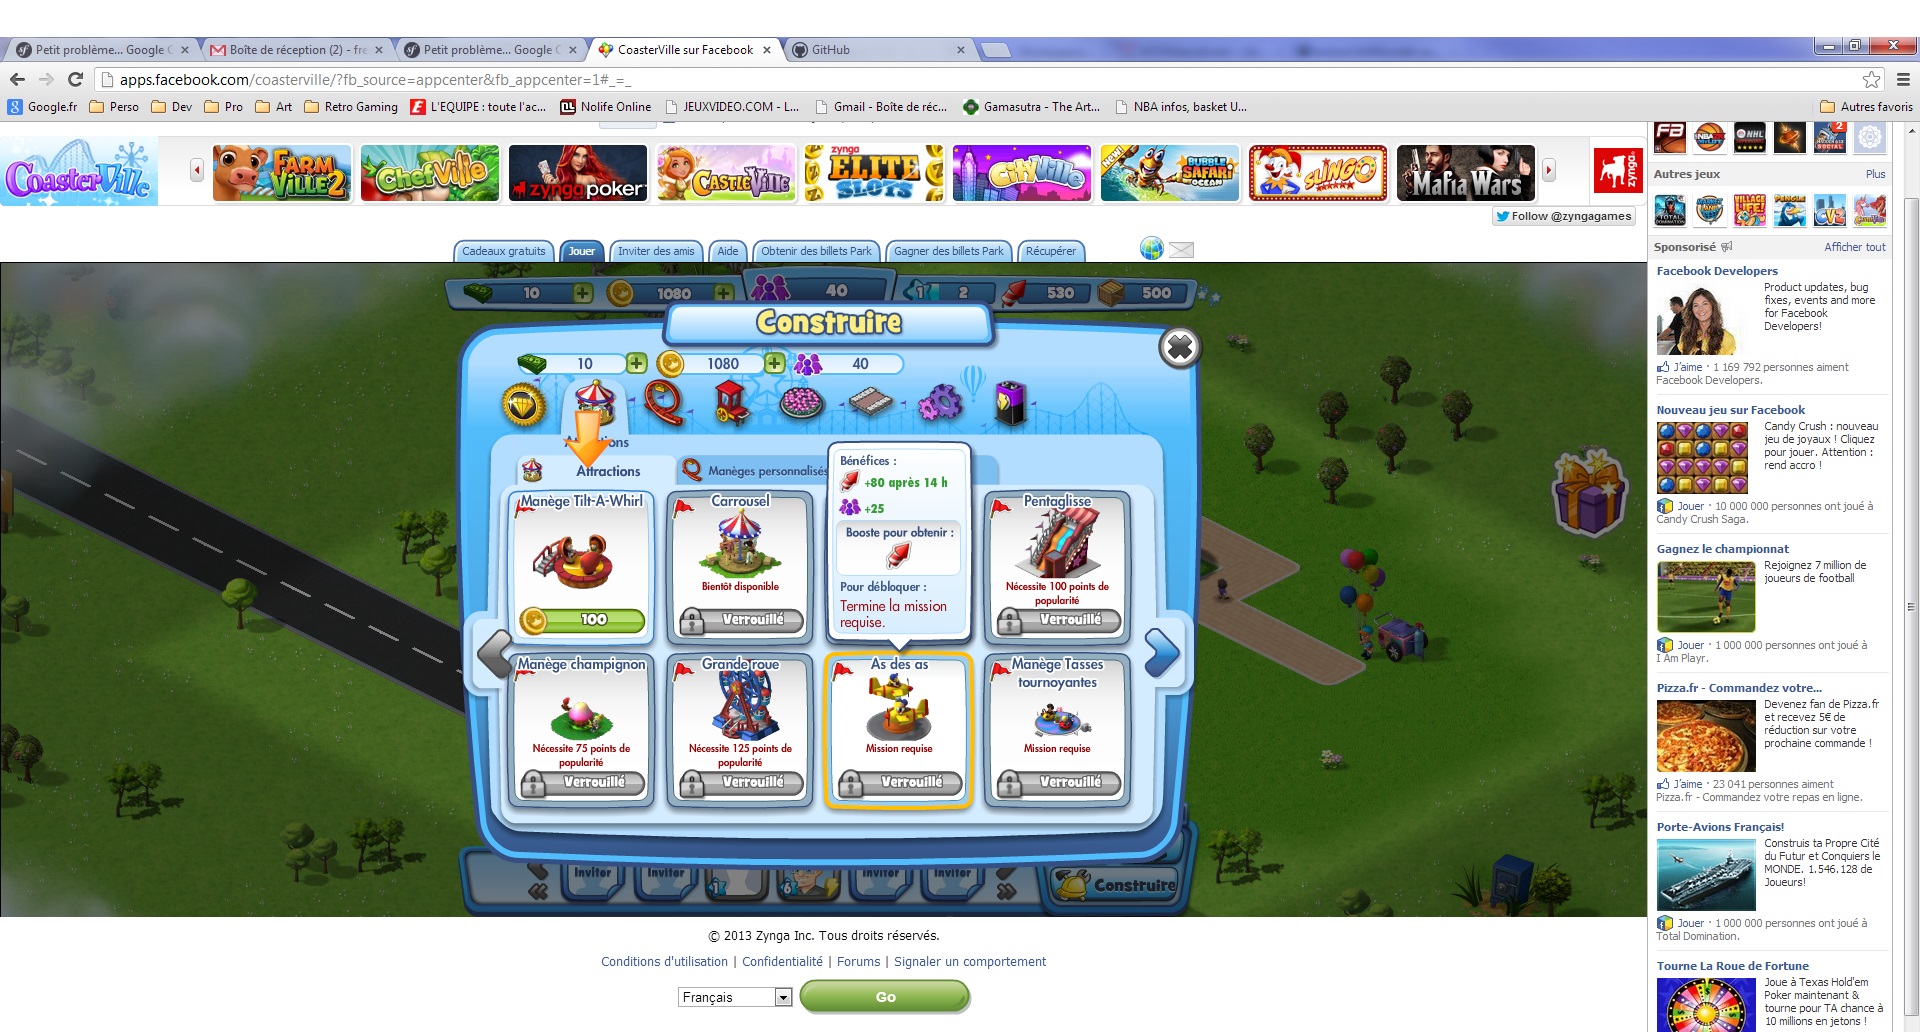 Petit problème... Google C
Boîte de réception (2) - fre
Petit problème... Google C
CoasterVille sur Facebook
GitHub
apps.facebook.com/coasterville/?fb_source=appcenter&fb_appcenter=1#_=_
Google.fr
Perso
Dev
Pro
Art
Retro Gaming
L'EQUIPE : toute l'ac...
Nolife Online
JEUXVIDEO.COM - L...
Gmail - Boîte de réc...
Gamasutra - The Art...
NBA infos, basket U...
Autres favoris
CoasterVille
FARM VILLE 2
ChefVille
zynga poker
CASTLEVILLE
zynga ELITE SLOTS
CityVille
NOW BUBBLE SAFARI OCEAN
SLINGO
Mafia Wars
zynga
Follow @zyngagames
Cadeaux gratuits
Jouer
Inviter des amis
Aide
Obtenir des billets Park
Gagner des billets Park
Récupérer
10
1080
40
1
2
530
500
Construire
10
1080
40
Attractions
Manèges personnalisés
Manège Tilt-A-Whirl
100
Carrousel
Bientôt disponible
Verrouillé
Bénéfices :
+80 après 14 h
+25
Booste pour obtenir :
Pour débloquer :
Termine la mission
requise.
Pentaglisse
Nécessite 100 points de
popularité
Verrouillé
Manège champignon
Nécessite 75 points de
popularité
Verrouillé
Grande roue
Nécessite 125 points de
popularité
Verrouillé
As des as
Mission requise
Verrouillé
Manège Tasses
tournoyantes
Mission requise
Verrouillé
Inviter
Inviter
1
6
Inviter
Inviter
Construire
© 2013 Zynga Inc. Tous droits réservés.
Conditions d'utilisation | Confidentialité | Forums | Signaler un comportement
Français
Go
Autres jeux
Plus
Sponsorisé
Afficher tout
Facebook Developers
Product updates, bug
fixes, events and more
for Facebook
Developers!
J'aime · 1 169 792 personnes aiment
Facebook Developers.
Nouveau jeu sur Facebook
Candy Crush : nouveau
jeu de joyaux ! Cliquez
pour jouer. Attention :
rend accro !
Jouer · 10 000 000 personnes ont joué à
Candy Crush Saga.
Gagnez le championnat
Rejoignez 7 million de
joueurs de football
Jouer · 1 000 000 personnes ont joué à
I Am Playr.
Pizza.fr - Commandez votre...
Devenez fan de Pizza.fr
et recevez 5€ de
réduction sur votre
prochaine commande !
J'aime · 23 041 personnes aiment
Pizza.fr - Commandez votre repas en ligne.
Porte-Avions Français!
Construis ta Propre Cité
du Futur et Conquiers le
MONDE. 1.546.128 de
Joueurs!
Jouer · 1 000 000 personnes ont joué à
Total Domination.
Tourne La Roue de Fortune
Joue à Texas Hold'em
Poker maintenant &
tourne pour TA chance à
10 millions en jetons !